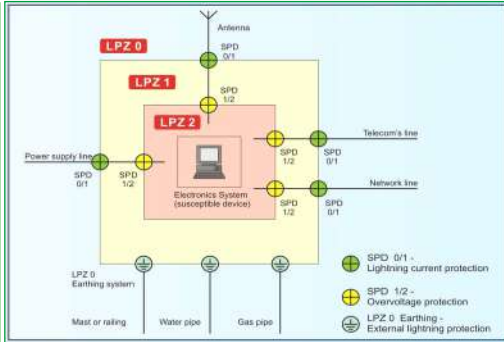 Antenna
LPZ 0
SPD
0/1
LPZ 1
SPD
1/2
LPZ 2
Telecom's line
SPD
1/2
SPD
0/1
Power supply line
SPD
0/1
SPD
1/2
Electronics System
(susceptible device)
Network line
SPD
1/2
SPD
0/1
LPZ 0
Earthing system
Mast or railing
Water pipe
Gas pipe
SPD 0/1 -
Lightning current protection
SPD 1/2 -
Overvoltage protection
LPZ 0 Earthing -
External lightning protection